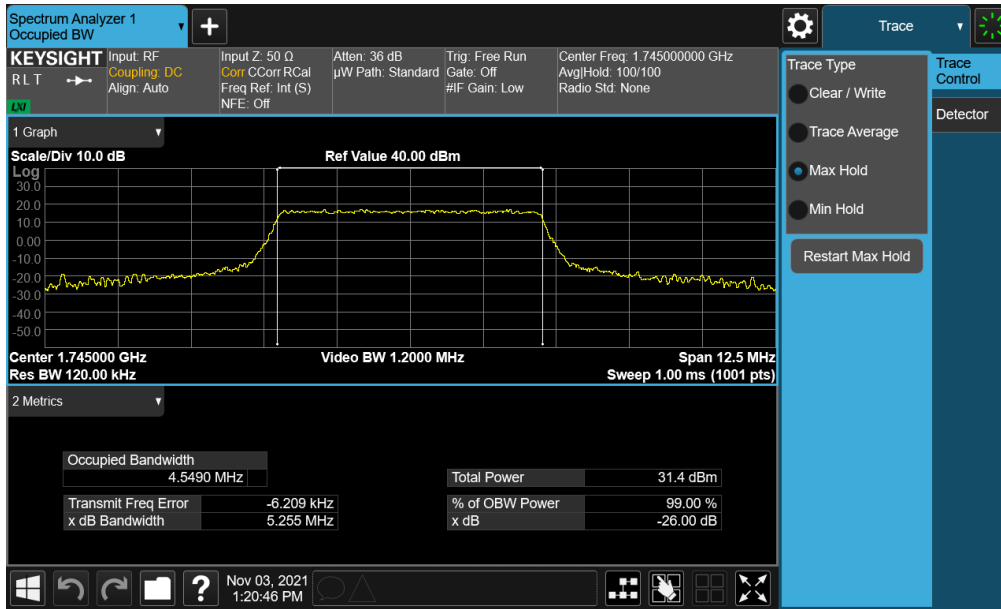 Spectrum Analyzer 1
Occupied BW
+
Trace
KEYSIGHT
R L T
LXI
Input: RF
Coupling: DC
Align: Auto
Input Z: 50 Ω
Corr CCorr RCal
Freq Ref: Int (S)
NFE: Off
Atten: 36 dB
µW Path: Standard
Trig: Free Run
Gate: Off
#IF Gain: Low
Center Freq: 1.745000000 GHz
Avg|Hold: 100/100
Radio Std: None
Trace Type
Clear / Write
Trace Average
Max Hold
Min Hold
Restart Max Hold
Trace
Control
Detector
1 Graph
Scale/Div 10.0 dB
Ref Value 40.00 dBm
Log
30.0
20.0
10.0
0.00
-10.0
-20.0
-30.0
-40.0
-50.0
Center 1.745000 GHz
Video BW 1.2000 MHz
Span 12.5 MHz
Res BW 120.00 kHz
Sweep 1.00 ms (1001 pts)
2 Metrics
Occupied Bandwidth
4.5490 MHz
Total Power 31.4 dBm
Transmit Freq Error -6.209 kHz
% of OBW Power 99.00 %
x dB Bandwidth 5.255 MHz
x dB -26.00 dB
?
Nov 03, 2021
1:20:46 PM